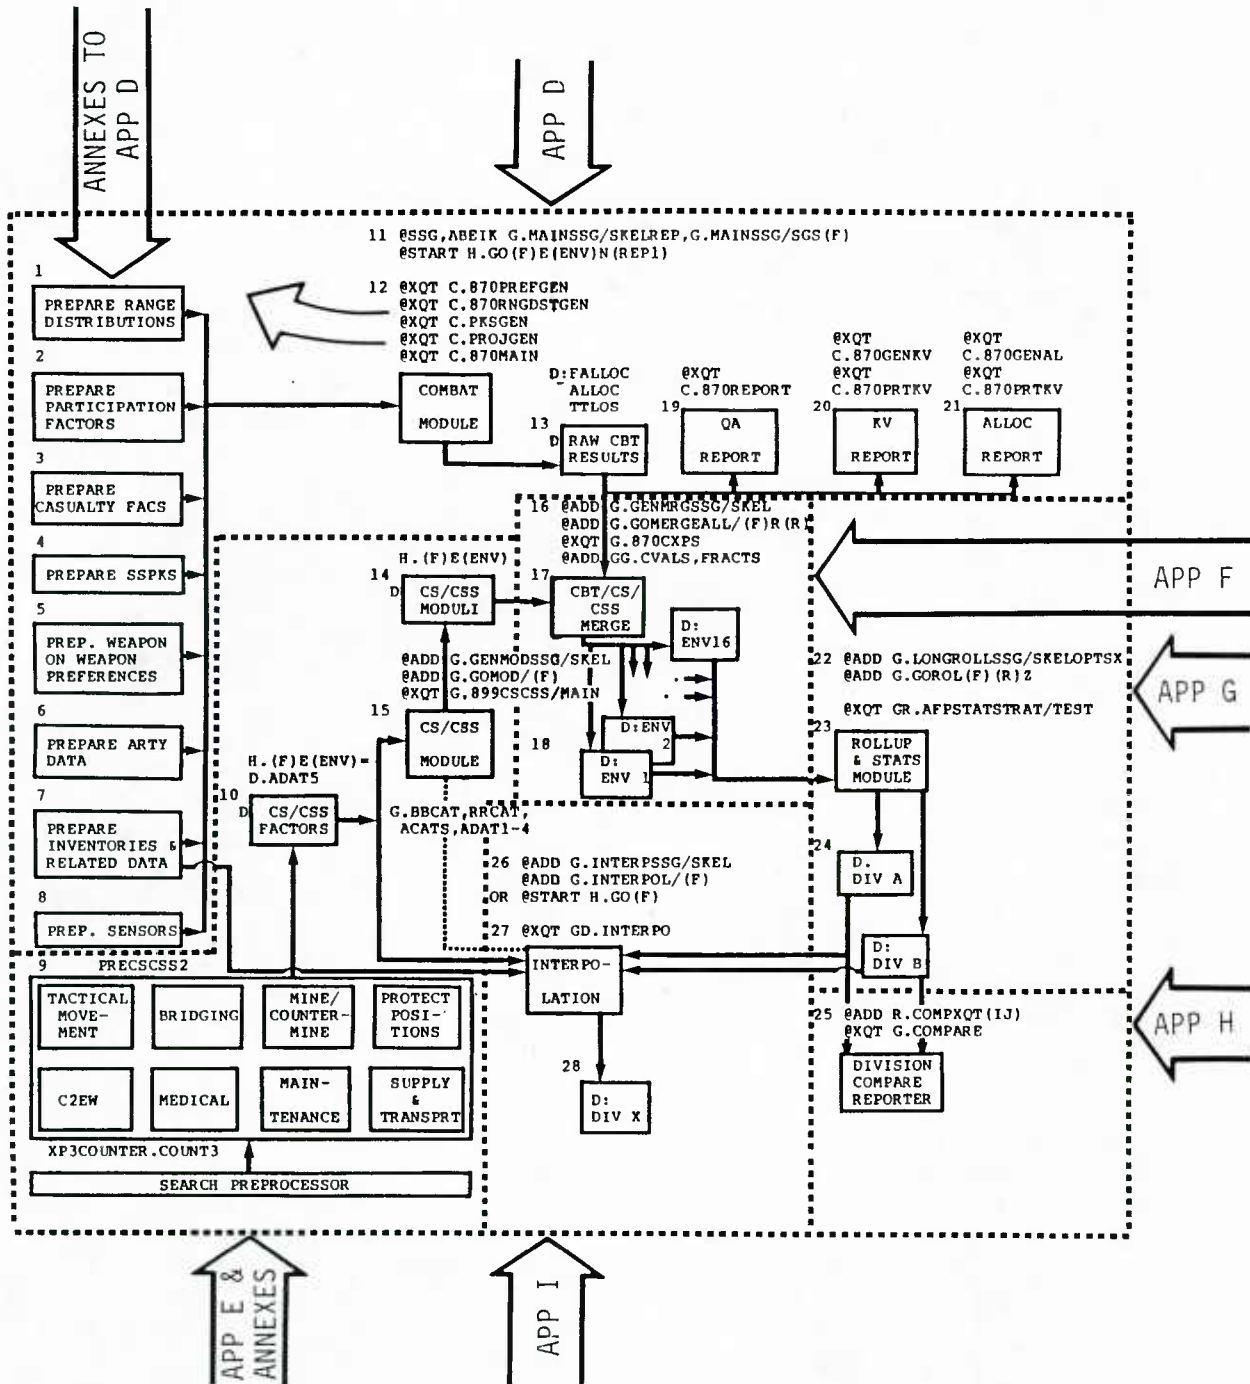 ANNEXES TO
APP D
APP D
11 @SSG,ABEIK G.MAINSSG/SKELREP,G.MAINSSG/SGS(F)
@START H.GO(F)E(ENV)N(REP1)
1
PREPARE RANGE
DISTRIBUTIONS
12 @XQT C.870PREFGEN
@XQT C.870RNGDSTGEN
@XQT C.PKSGEN
@XQT C.PROJGEN
@XQT C.870MAIN
2
PREPARE
PARTICIPATION
FACTORS
COMBAT
MODULE
D:FALLOC
ALLOC
TTLOS
13
D RAW CBT
RESULTS
@XQT
C.870REPORT
19
QA
REPORT
@XQT
C.870GENKV
@XQT
C.870PRTKV
20
KV
REPORT
@XQT
C.870GENAL
@XQT
C.870PRTKV
21
ALLOC
REPORT
3
PREPARE
CASUALTY FACS
4
PREPARE SSPKS
5
PREP. WEAPON
ON WEAPON
PREFERENCES
6
PREPARE ARTY
DATA
7
PREPARE
INVENTORIES &
RELATED DATA
8
PREP. SENSORS
16 @ADD G.GENMRGSSG/SKEL
@ADD G.GOMERGEALL/(F)R(R)
@XQT G.870CXPS
@ADD GG.CVALS,FRACTS
H.(F)E(ENV)
14
D CS/CSS
MODULI
17
CBT/CS/
CSS
MERGE
D:
ENV16
APP F
@ADD G.GENMODSSG/SKEL
@ADD G.GOMOD/(F)
@XQT G.899CSCSS/MAIN
15
CS/CSS
MODULE
18
D:ENV
2
D:
ENV 1
22 @ADD G.LONGROLLSSG/SKELOPTSX
@ADD G.GOROL(F)(R)Z
@XQT GR.AFPSTATSTRAT/TEST
APP G
23
ROLLUP
& STATS
MODULE
H.(F)E(ENV)=
D.ADAT5
10
D CS/CSS
FACTORS
G.BBCAT,RRCAT,
ACATS,ADAT1-4
24
D.
DIV A
26 @ADD G.INTERPSSG/SKEL
@ADD G.INTERPOL/(F)
OR @START H.GO(F)
27 @XQT GD.INTERPO
INTERPO-
LATION
D:
DIV B
9
PRECSCSS2
TACTICAL
MOVE-
MENT
BRIDGING
MINE/
COUNTER-
MINE
PROTECT
POSI-
TIONS
C2EW
MEDICAL
MAIN-
TENANCE
SUPPLY
&
TRANSPRT
XP3COUNTER.COUNT3
SEARCH PREPROCESSOR
28
D:
DIV X
25 @ADD R.COMPXQT(IJ)
@XQT G.COMPARE
DIVISION
COMPARE
REPORTER
APP H
APP E &
ANNEXES
APP I